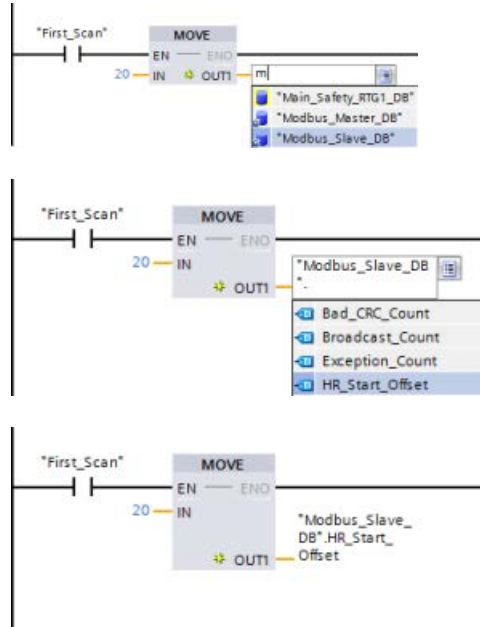 "First_Scan"
MOVE
EN ENO
20 IN OUT1 m
"Main_Safety_RTG1_DB"
"Modbus_Master_DB"
"Modbus_Slave_DB"
"First_Scan"
MOVE
EN ENO
20 IN
OUT1
"Modbus_Slave_DB
".
Bad_CRC_Count
Broadcast_Count
Exception_Count
HR_Start_Offset
"First_Scan"
MOVE
EN ENO
20 IN
OUT1
"Modbus_Slave_
DB".HR_Start_
Offset